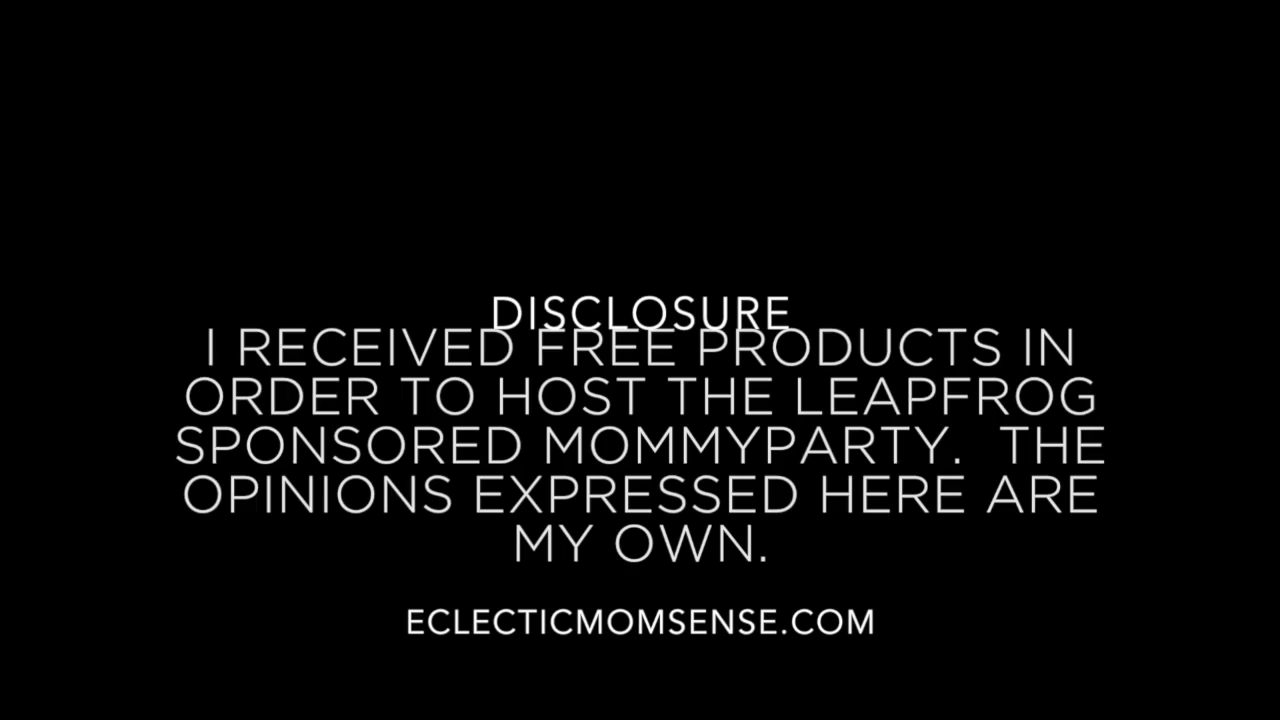 DISCLOSURE
I RECEIVED FREE PRODUCTS IN
ORDER TO HOST THE LEAPFROG
SPONSORED MOMMYPARTY.  THE
OPINIONS EXPRESSED HERE ARE
MY OWN.
ECLECTICMOMSENSE.COM